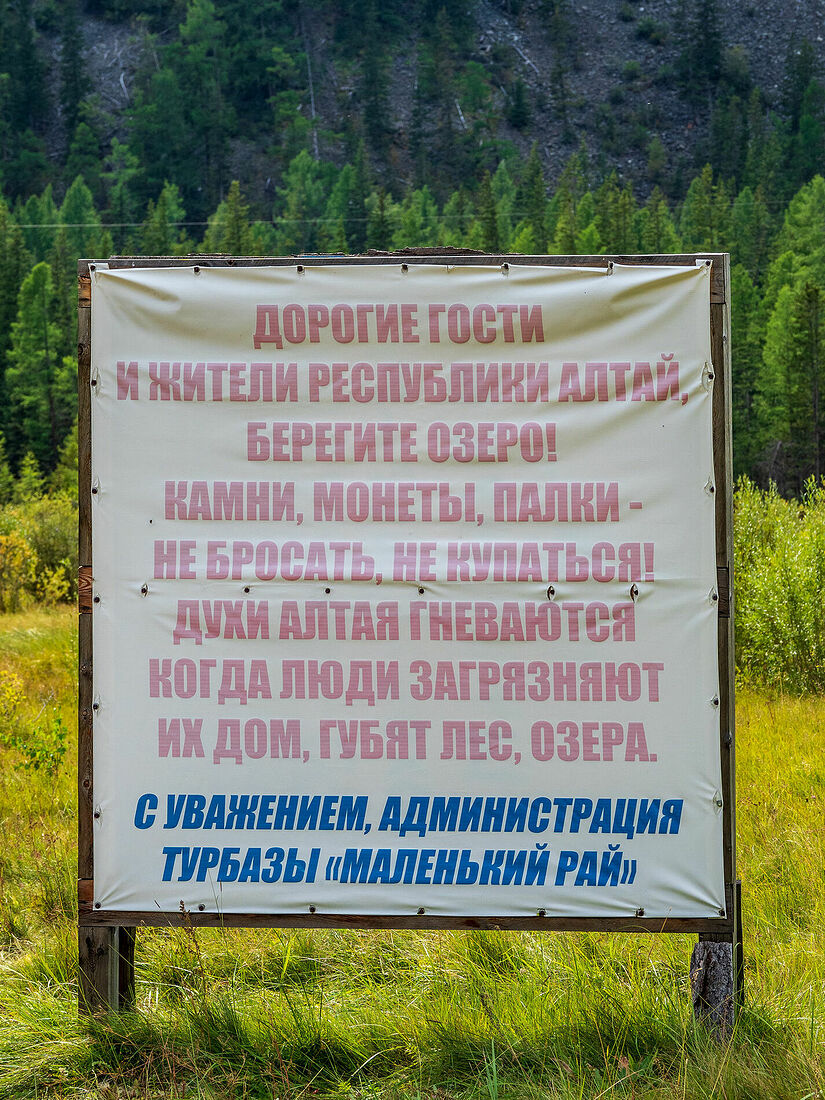 ДОРОГИЕ ГОСТИ
И ЖИТЕЛИ РЕСПУБЛИКИ АЛТАЙ,
БЕРЕГИТЕ ОЗЕРО!
КАМНИ, МОНЕТЫ, ПАЛКИ -
НЕ БРОСАТЬ, НЕ КУПАТЬСЯ!
ДУХИ АЛТАЯ ГНЕВАЮТСЯ
КОГДА ЛЮДИ ЗАГРЯЗНЯЮТ
ИХ ДОМ, ГУБЯТ ЛЕС, ОЗЕРА.
С УВАЖЕНИЕМ, АДМИНИСТРАЦИЯ
ТУРБАЗЫ «МАЛЕНЬКИЙ РАЙ»